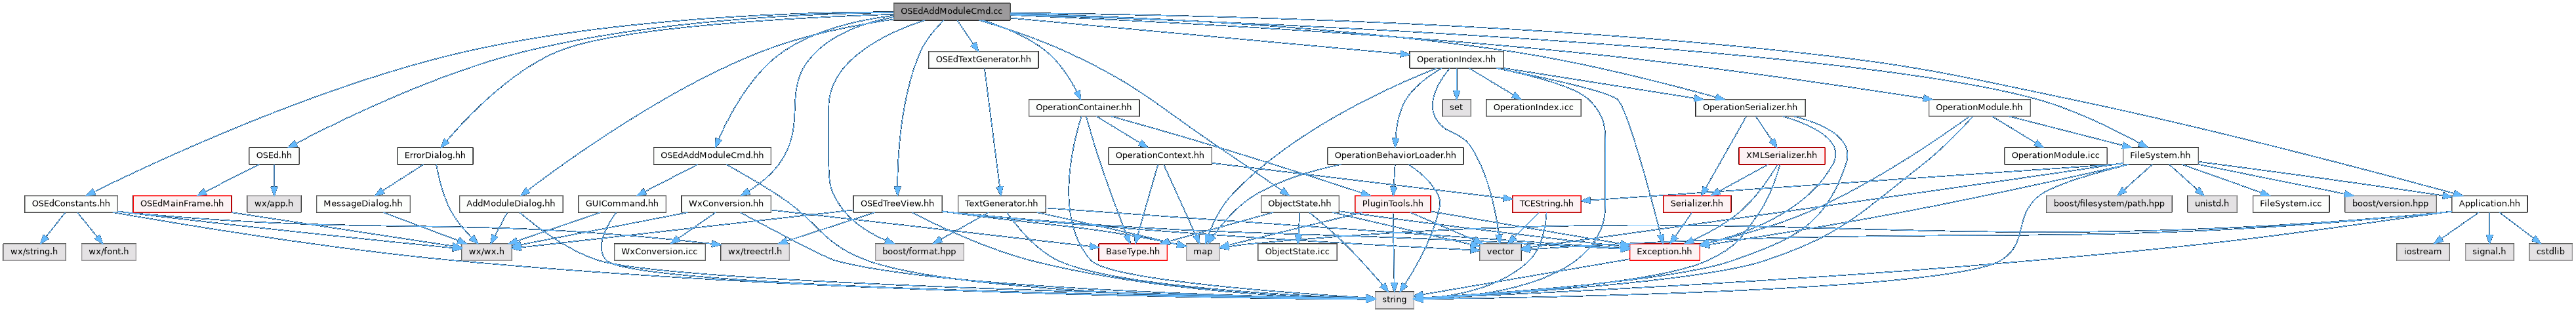 OSEdAddModuleCmd.cc
OSEdTextGenerator.hh
OperationIndex.hh
OperationContainer.hh
set
OperationIndex.icc
OperationSerializer.hh
OperationModule.hh
OSEd.hh
ErrorDialog.hh
OSEdAddModuleCmd.hh
OperationContext.hh
OperationBehaviorLoader.hh
XMLSerializer.hh
OperationModule.icc
FileSystem.hh
OSEdConstants.hh
OSEdMainFrame.hh
wx/app.h
MessageDialog.hh
AddModuleDialog.hh
GUICommand.hh
WxConversion.hh
OSEdTreeView.hh
TextGenerator.hh
ObjectState.hh
PluginTools.hh
TCEString.hh
Serializer.hh
boost/filesystem/path.hpp
unistd.h
FileSystem.icc
boost/version.hpp
Application.hh
wx/string.h
wx/font.h
wx/wx.h
WxConversion.icc
wx/treectrl.h
boost/format.hpp
BaseType.hh
map
ObjectState.icc
vector
Exception.hh
iostream
signal.h
cstdlib
string